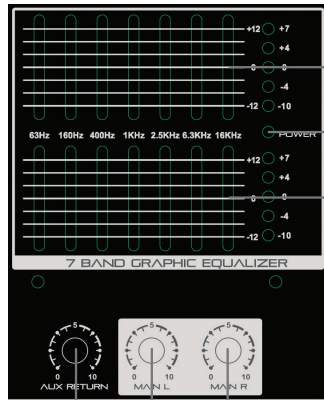 +12 +7
+4
0 0
-4
-12 -10
63Hz 160Hz 400Hz 1KHz 2.5KHz 6.3KHz 16KHz POWER
+12 +7
+4
0 0
-4
-12 -10
7 BAND GRAPHIC EQUALIZER
5 5 5
0 10 0 10 0 10
AUX RETURN MAIN L MAIN R